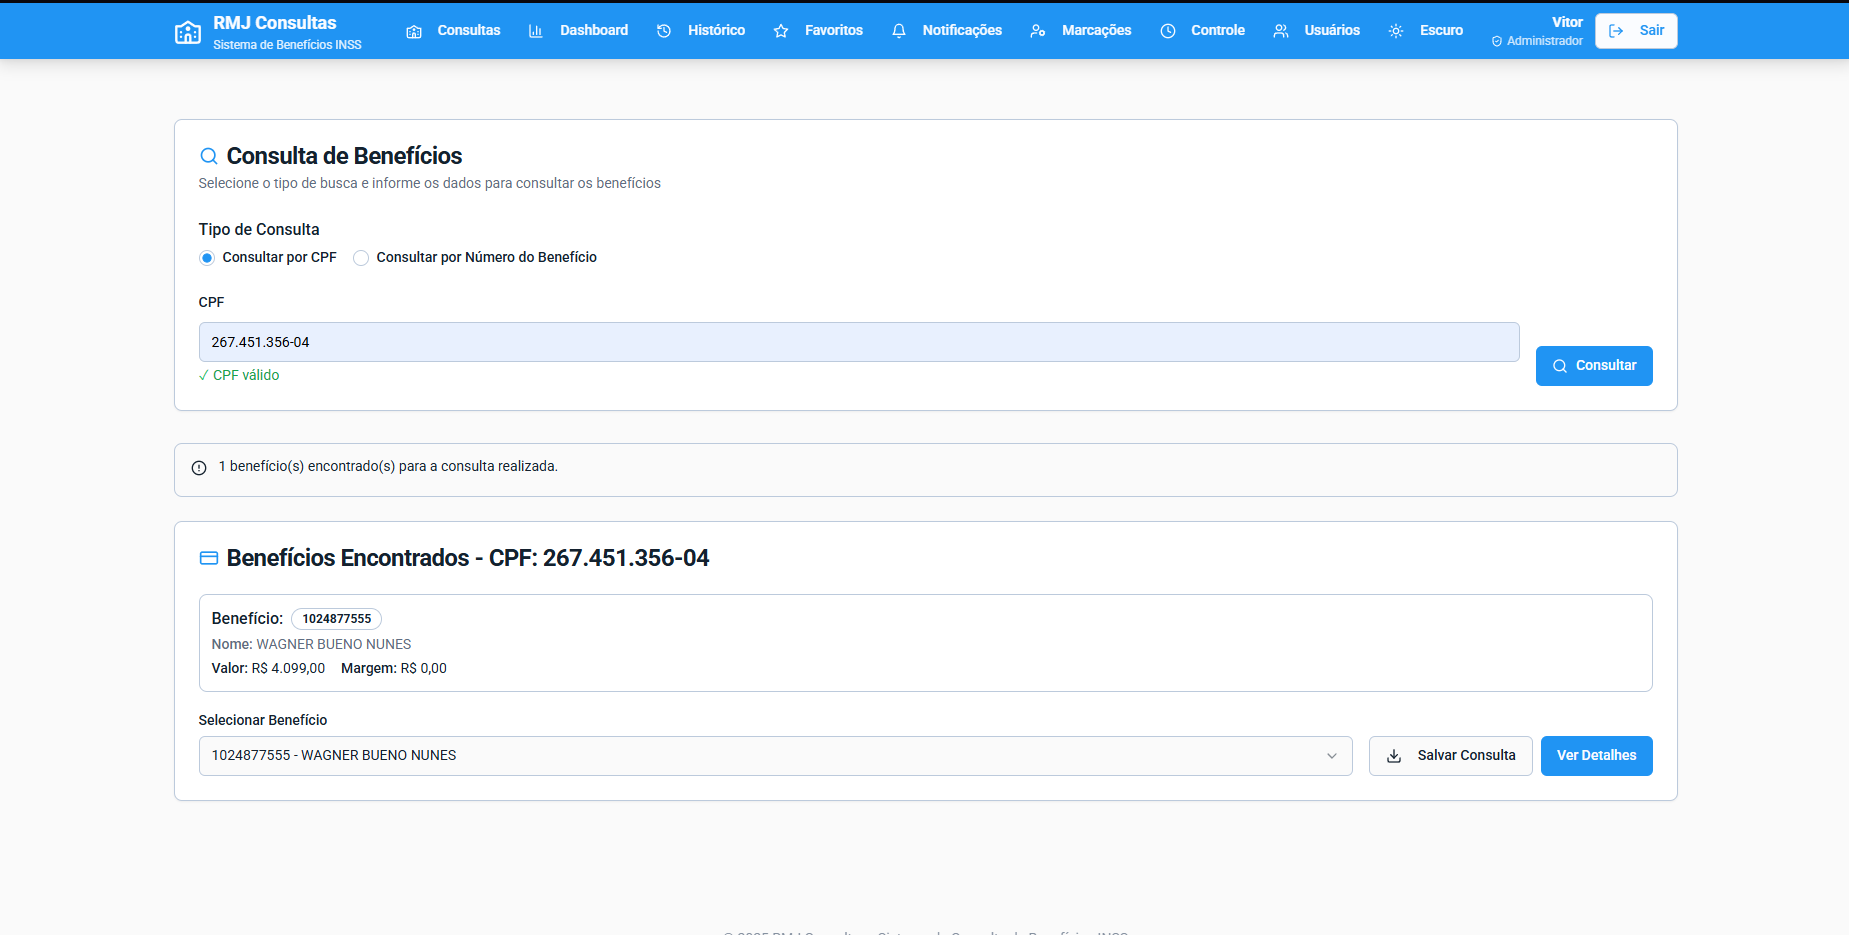 RMJ Consultas
Sistema de Benefícios INSS
Consultas
Dashboard
Histórico
Favoritos
Notificações
Marcações
Controle
Usuários
Escuro
Vitor
Administrador
Sair
Consulta de Benefícios
Selecione o tipo de busca e informe os dados para consultar os benefícios
Tipo de Consulta
Consultar por CPF
Consultar por Número do Benefício
CPF
267.451.356-04
✓ CPF válido
Consultar
1 benefício(s) encontrado(s) para a consulta realizada.
Benefícios Encontrados - CPF: 267.451.356-04
Benefício: 1024877555
Nome: WAGNER BUENO NUNES
Valor: R$ 4.099,00 Margem: R$ 0,00
Selecionar Benefício
1024877555 - WAGNER BUENO NUNES
Salvar Consulta
Ver Detalhes